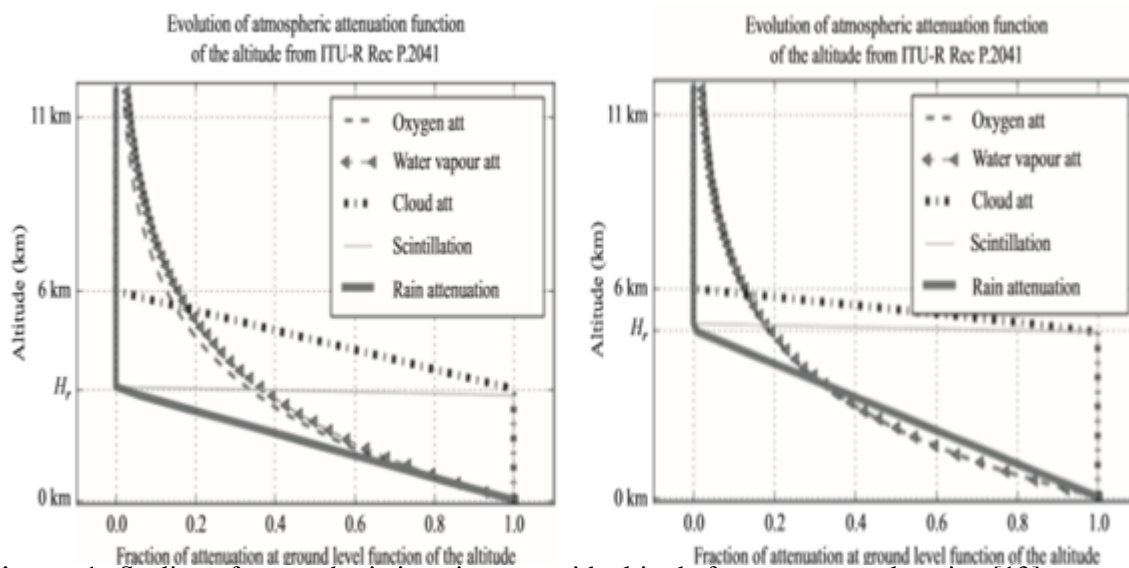 Evolution of atmospheric attenuation function
of the altitude from ITU-R Rec P.2041
11 km
6 km
Hr
0 km
Altitude (km)
Oxygen att
Water vapour att
Cloud att
Scintillation
Rain attenuation
0.0 0.2 0.4 0.6 0.8 1.0
Fraction of attenuation at ground level function of the altitude
Evolution of atmospheric attenuation function
of the altitude from ITU-R Rec P.2041
11 km
6 km
Hr
0 km
Altitude (km)
Oxygen att
Water vapour att
Cloud att
Scintillation
Rain attenuation
0.0 0.2 0.4 0.6 0.8 1.0
Fraction of attenuation at ground level function of the altitude